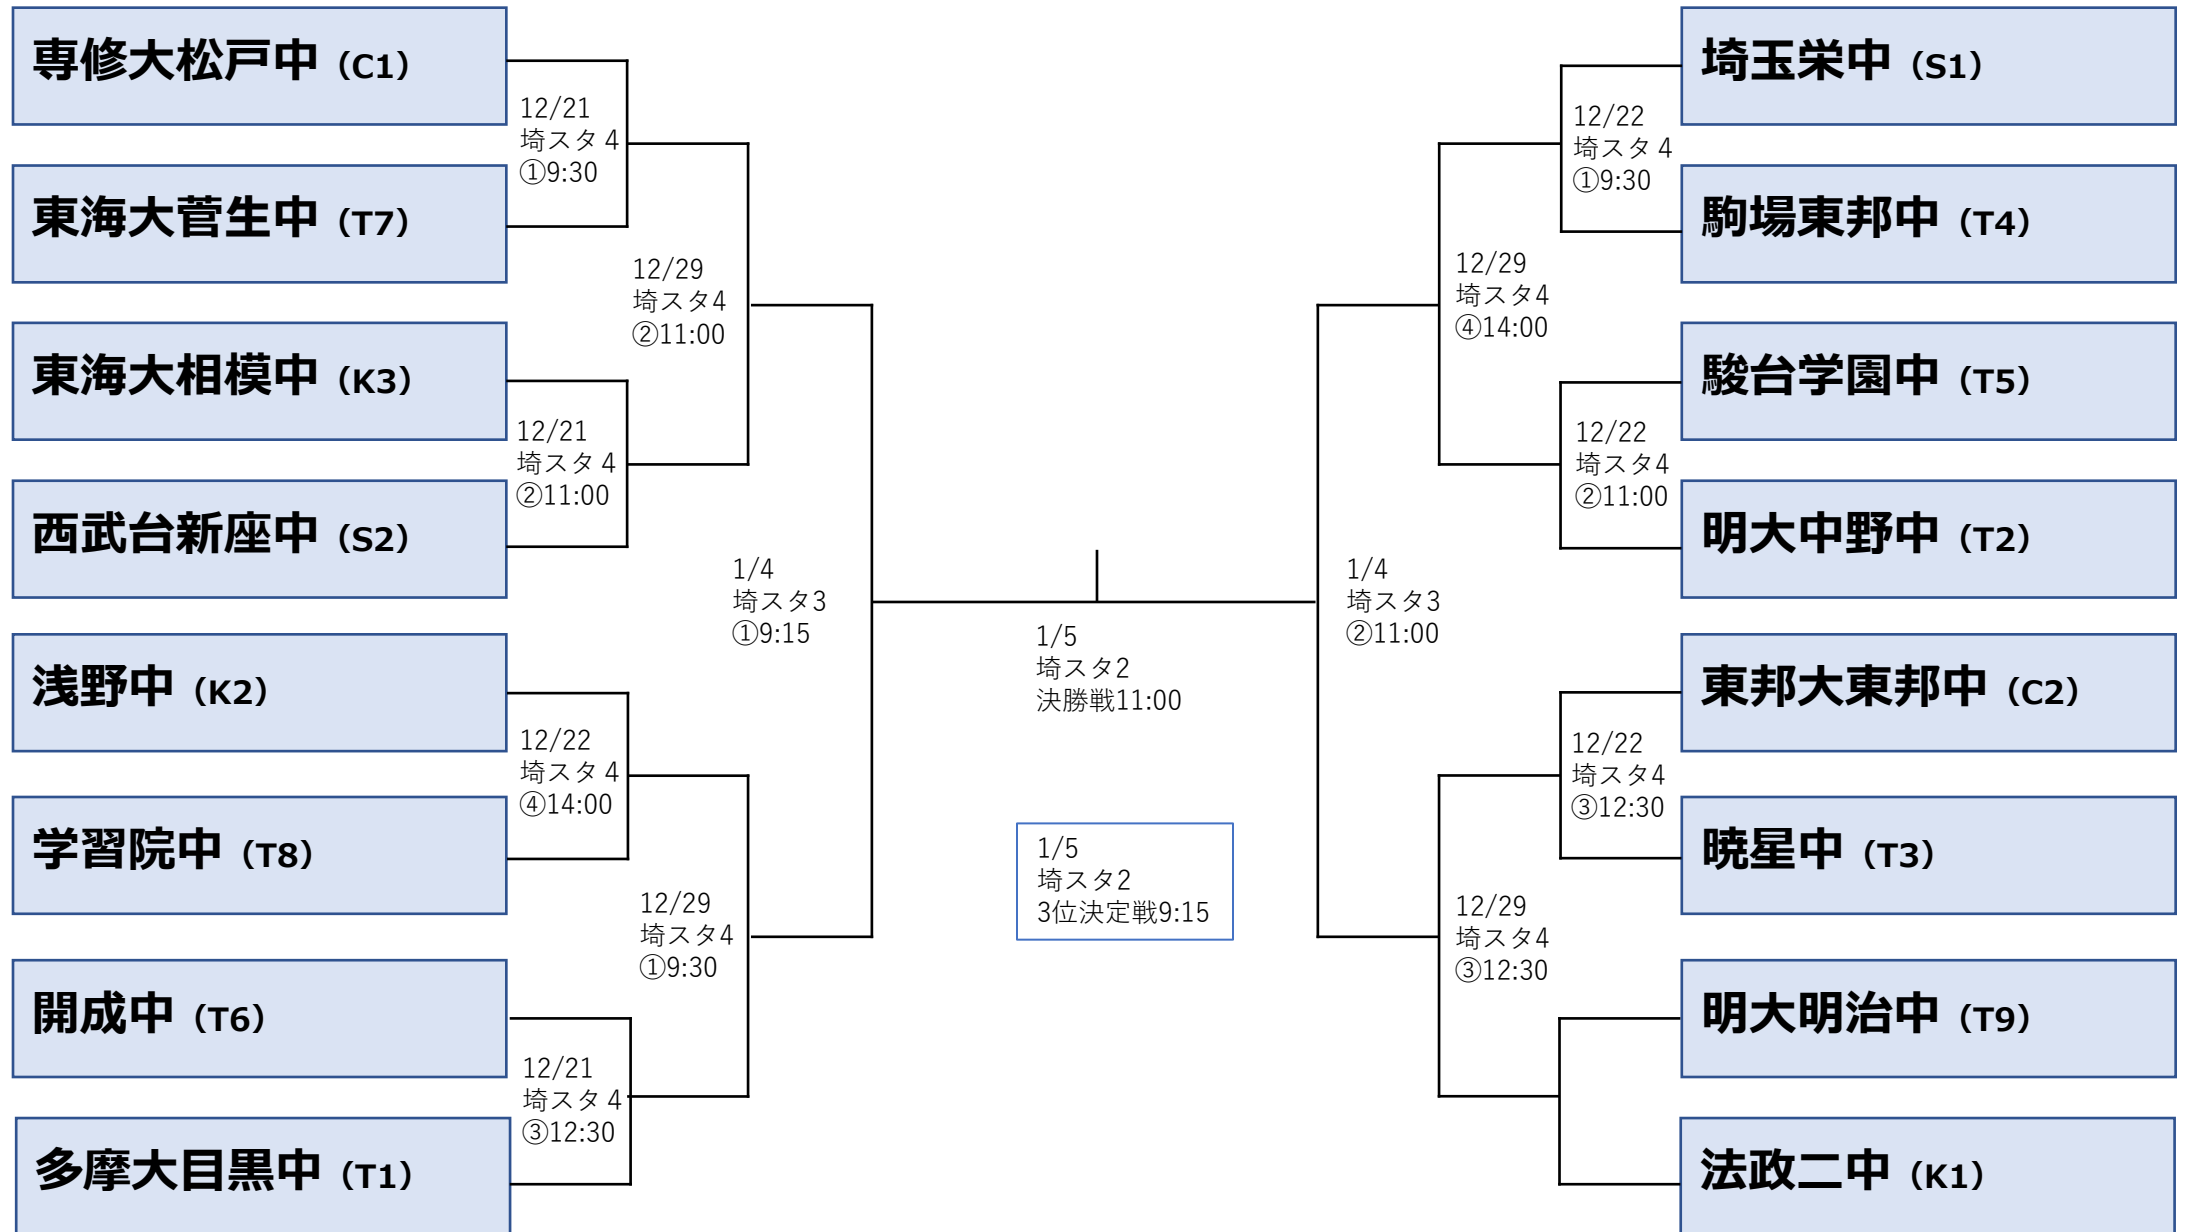 専修大松戸中（C1）
12/21
埼スタ４
①9:30
東海大菅生中（T7）
12/29
埼スタ4
②11:00
東海大相模中（K3）
12/21
埼スタ４
②11:00
西武台新座中（S2）
1/4
埼スタ3
①9:15
浅野中（K2）
12/22
埼スタ４
④14:00
学習院中（T8）
12/29
埼スタ4
①9:30
開成中（T6）
12/21
埼スタ４
③12:30
多摩大目黒中（T1）
1/5
埼スタ2
決勝戦11:00
1/5
埼スタ2
3位決定戦9:15
埼玉栄中（S1）
12/22
埼スタ４
①9:30
駒場東邦中（T4）
12/29
埼スタ4
④14:00
駿台学園中（T5）
12/22
埼スタ4
②11:00
明大中野中（T2）
1/4
埼スタ3
②11:00
東邦大東邦中（C2）
12/22
埼スタ4
③12:30
暁星中（T3）
12/29
埼スタ4
③12:30
明大明治中（T9）
法政二中（K1）